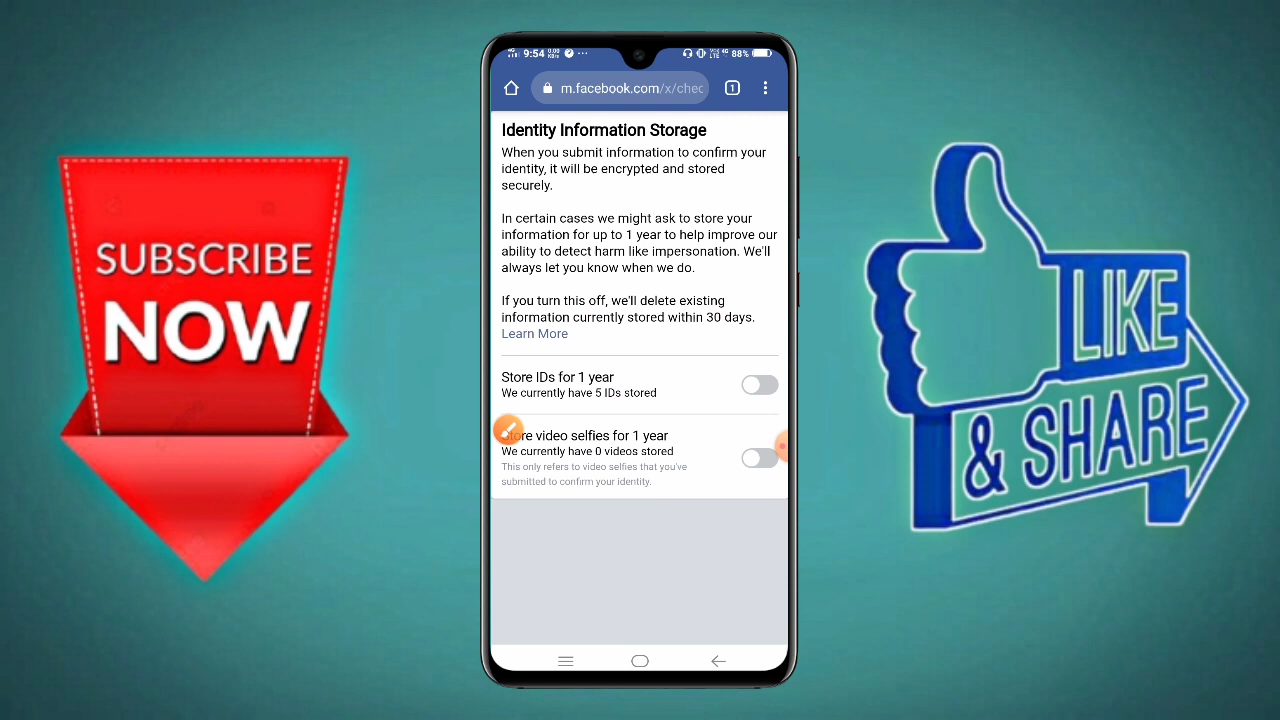 SUBSCRIBE
NOW
9:54
88%
m.facebook.com/x/chec
Identity Information Storage
When you submit information to confirm your
identity, it will be encrypted and stored
securely.
In certain cases we might ask to store your
information for up to 1 year to help improve our
ability to detect harm like impersonation. We'll
always let you know when we do.
If you turn this off, we'll delete existing
information currently stored within 30 days.
Learn More
Store IDs for 1 year
We currently have 5 IDs stored
video selfies for 1 year
We currently have 0 videos stored
This only refers to video selfies that you've
submitted to confirm your identity.
LIKE
& SHARE